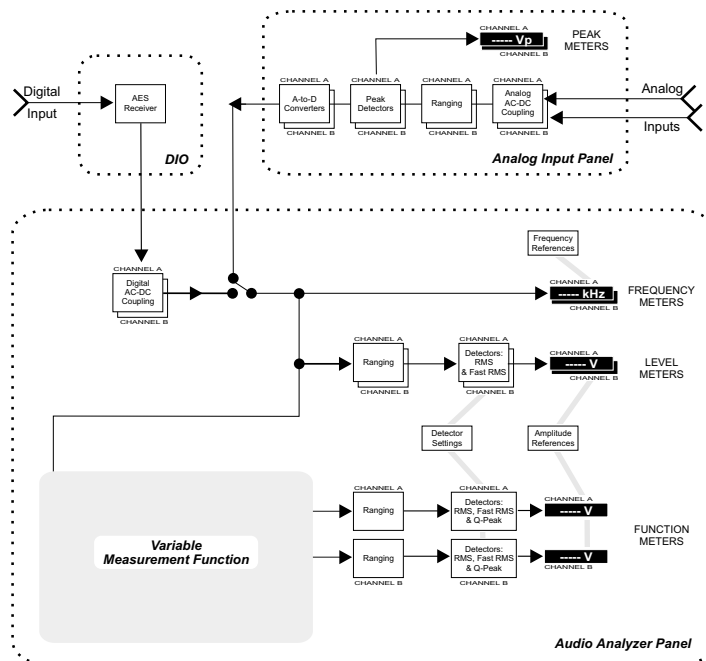 CHANNEL A
----- Vp
CHANNEL B
PEAK
METERS
Digital
Input
AES
Receiver
DIO
CHANNEL A
A-to-D
Converters
CHANNEL B
CHANNEL A
Peak
Detectors
CHANNEL B
CHANNEL A
Ranging
CHANNEL B
CHANNEL A
Analog
AC-DC
Coupling
CHANNEL B
Analog
Inputs
Analog Input Panel
Frequency
References
CHANNEL A
Digital
AC-DC
Coupling
CHANNEL B
CHANNEL A
----- kHz
CHANNEL B
FREQUENCY
METERS
CHANNEL A
Ranging
CHANNEL B
CHANNEL A
Detectors:
RMS
& Fast RMS
CHANNEL B
CHANNEL A
----- V
CHANNEL B
LEVEL
METERS
Detector
Settings
Amplitude
References
CHANNEL A
Ranging
CHANNEL A
Detectors:
RMS, Fast RMS
& Q-Peak
CHANNEL A
----- V
Variable
Measurement Function
Ranging
CHANNEL B
Detectors:
RMS, Fast RMS
& Q-Peak
CHANNEL B
----- V
CHANNEL B
FUNCTION
METERS
Audio Analyzer Panel